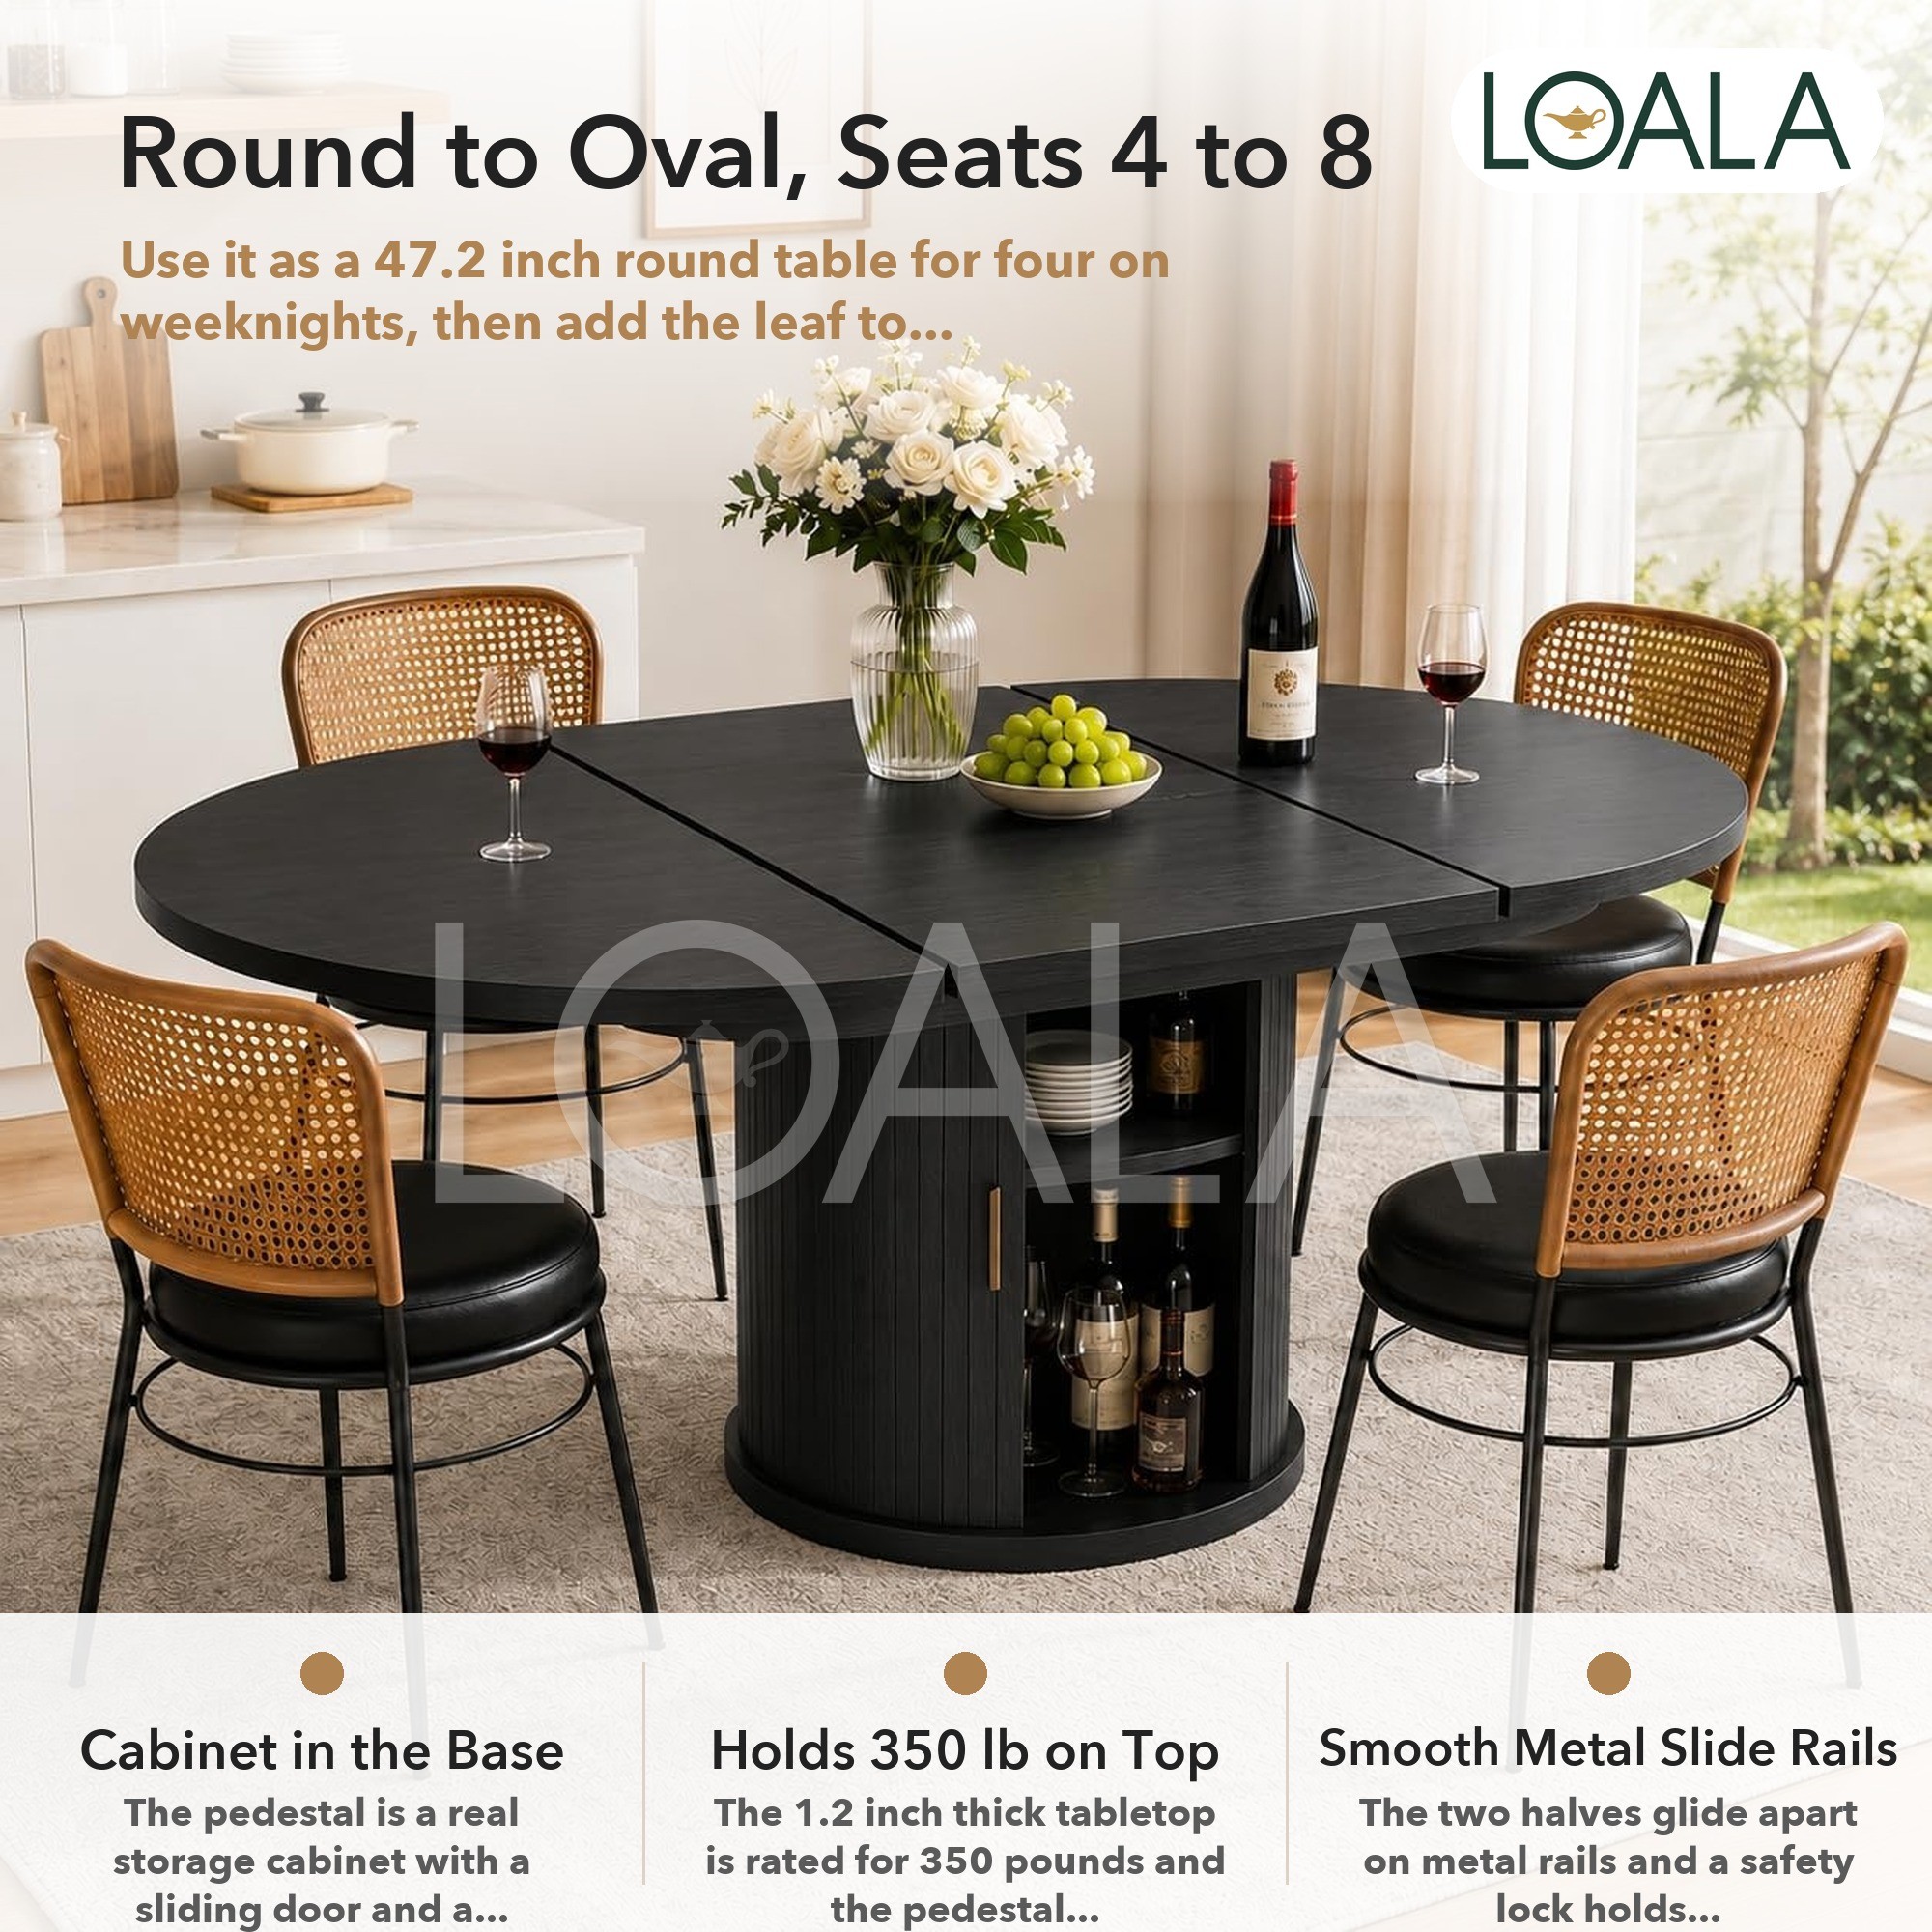 LOALA
Round to Oval, Seats 4 to 8
Use it as a 47.2 inch round table for four on
weeknights, then add the leaf to...
LOALA
Cabinet in the Base
The pedestal is a real
storage cabinet with a
sliding door and a...
Holds 350 lb on Top
The 1.2 inch thick tabletop
is rated for 350 pounds and
the pedestal...
Smooth Metal Slide Rails
The two halves glide apart
on metal rails and a safety
lock holds...